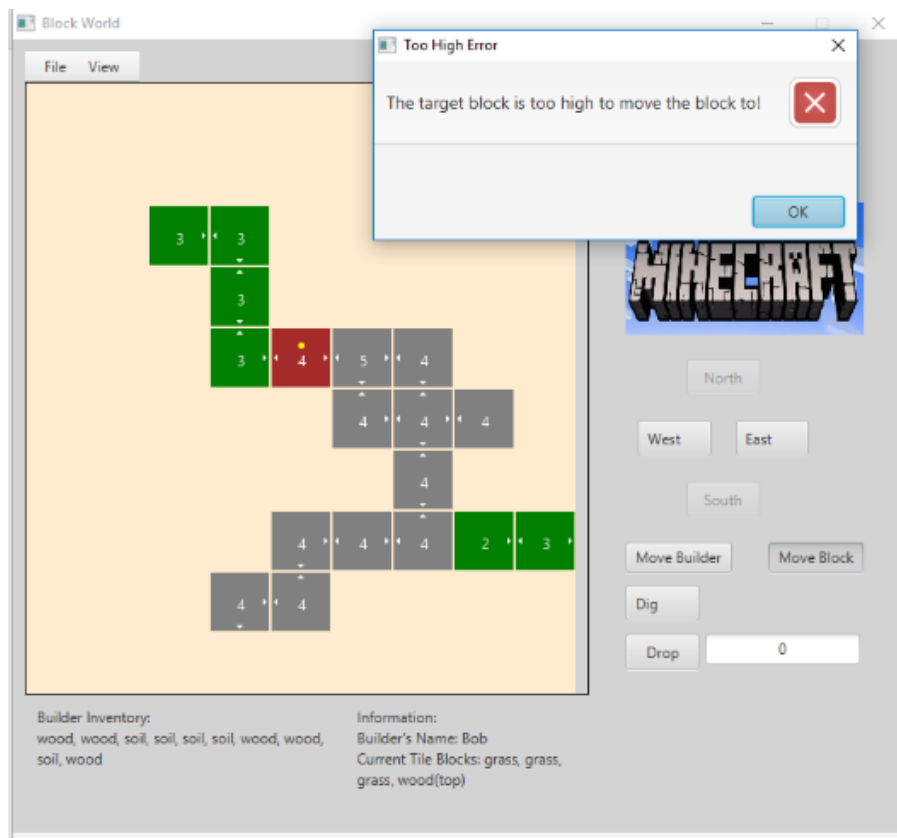 Block World
Too High Error
File View
The target block is too high to move the block to!
OK
3 3
MINECRAFT
3
3 4 5 4
North
4 4 4
West East
4
South
4 4 4 2 3
Move Builder Move Block
4 4
Dig
Drop 0
Builder Inventory:
wood, wood, soil, soil, soil, soil, wood, wood,
soil, wood
Information:
Builder's Name: Bob
Current Tile Blocks: grass, grass,
grass, wood(top)